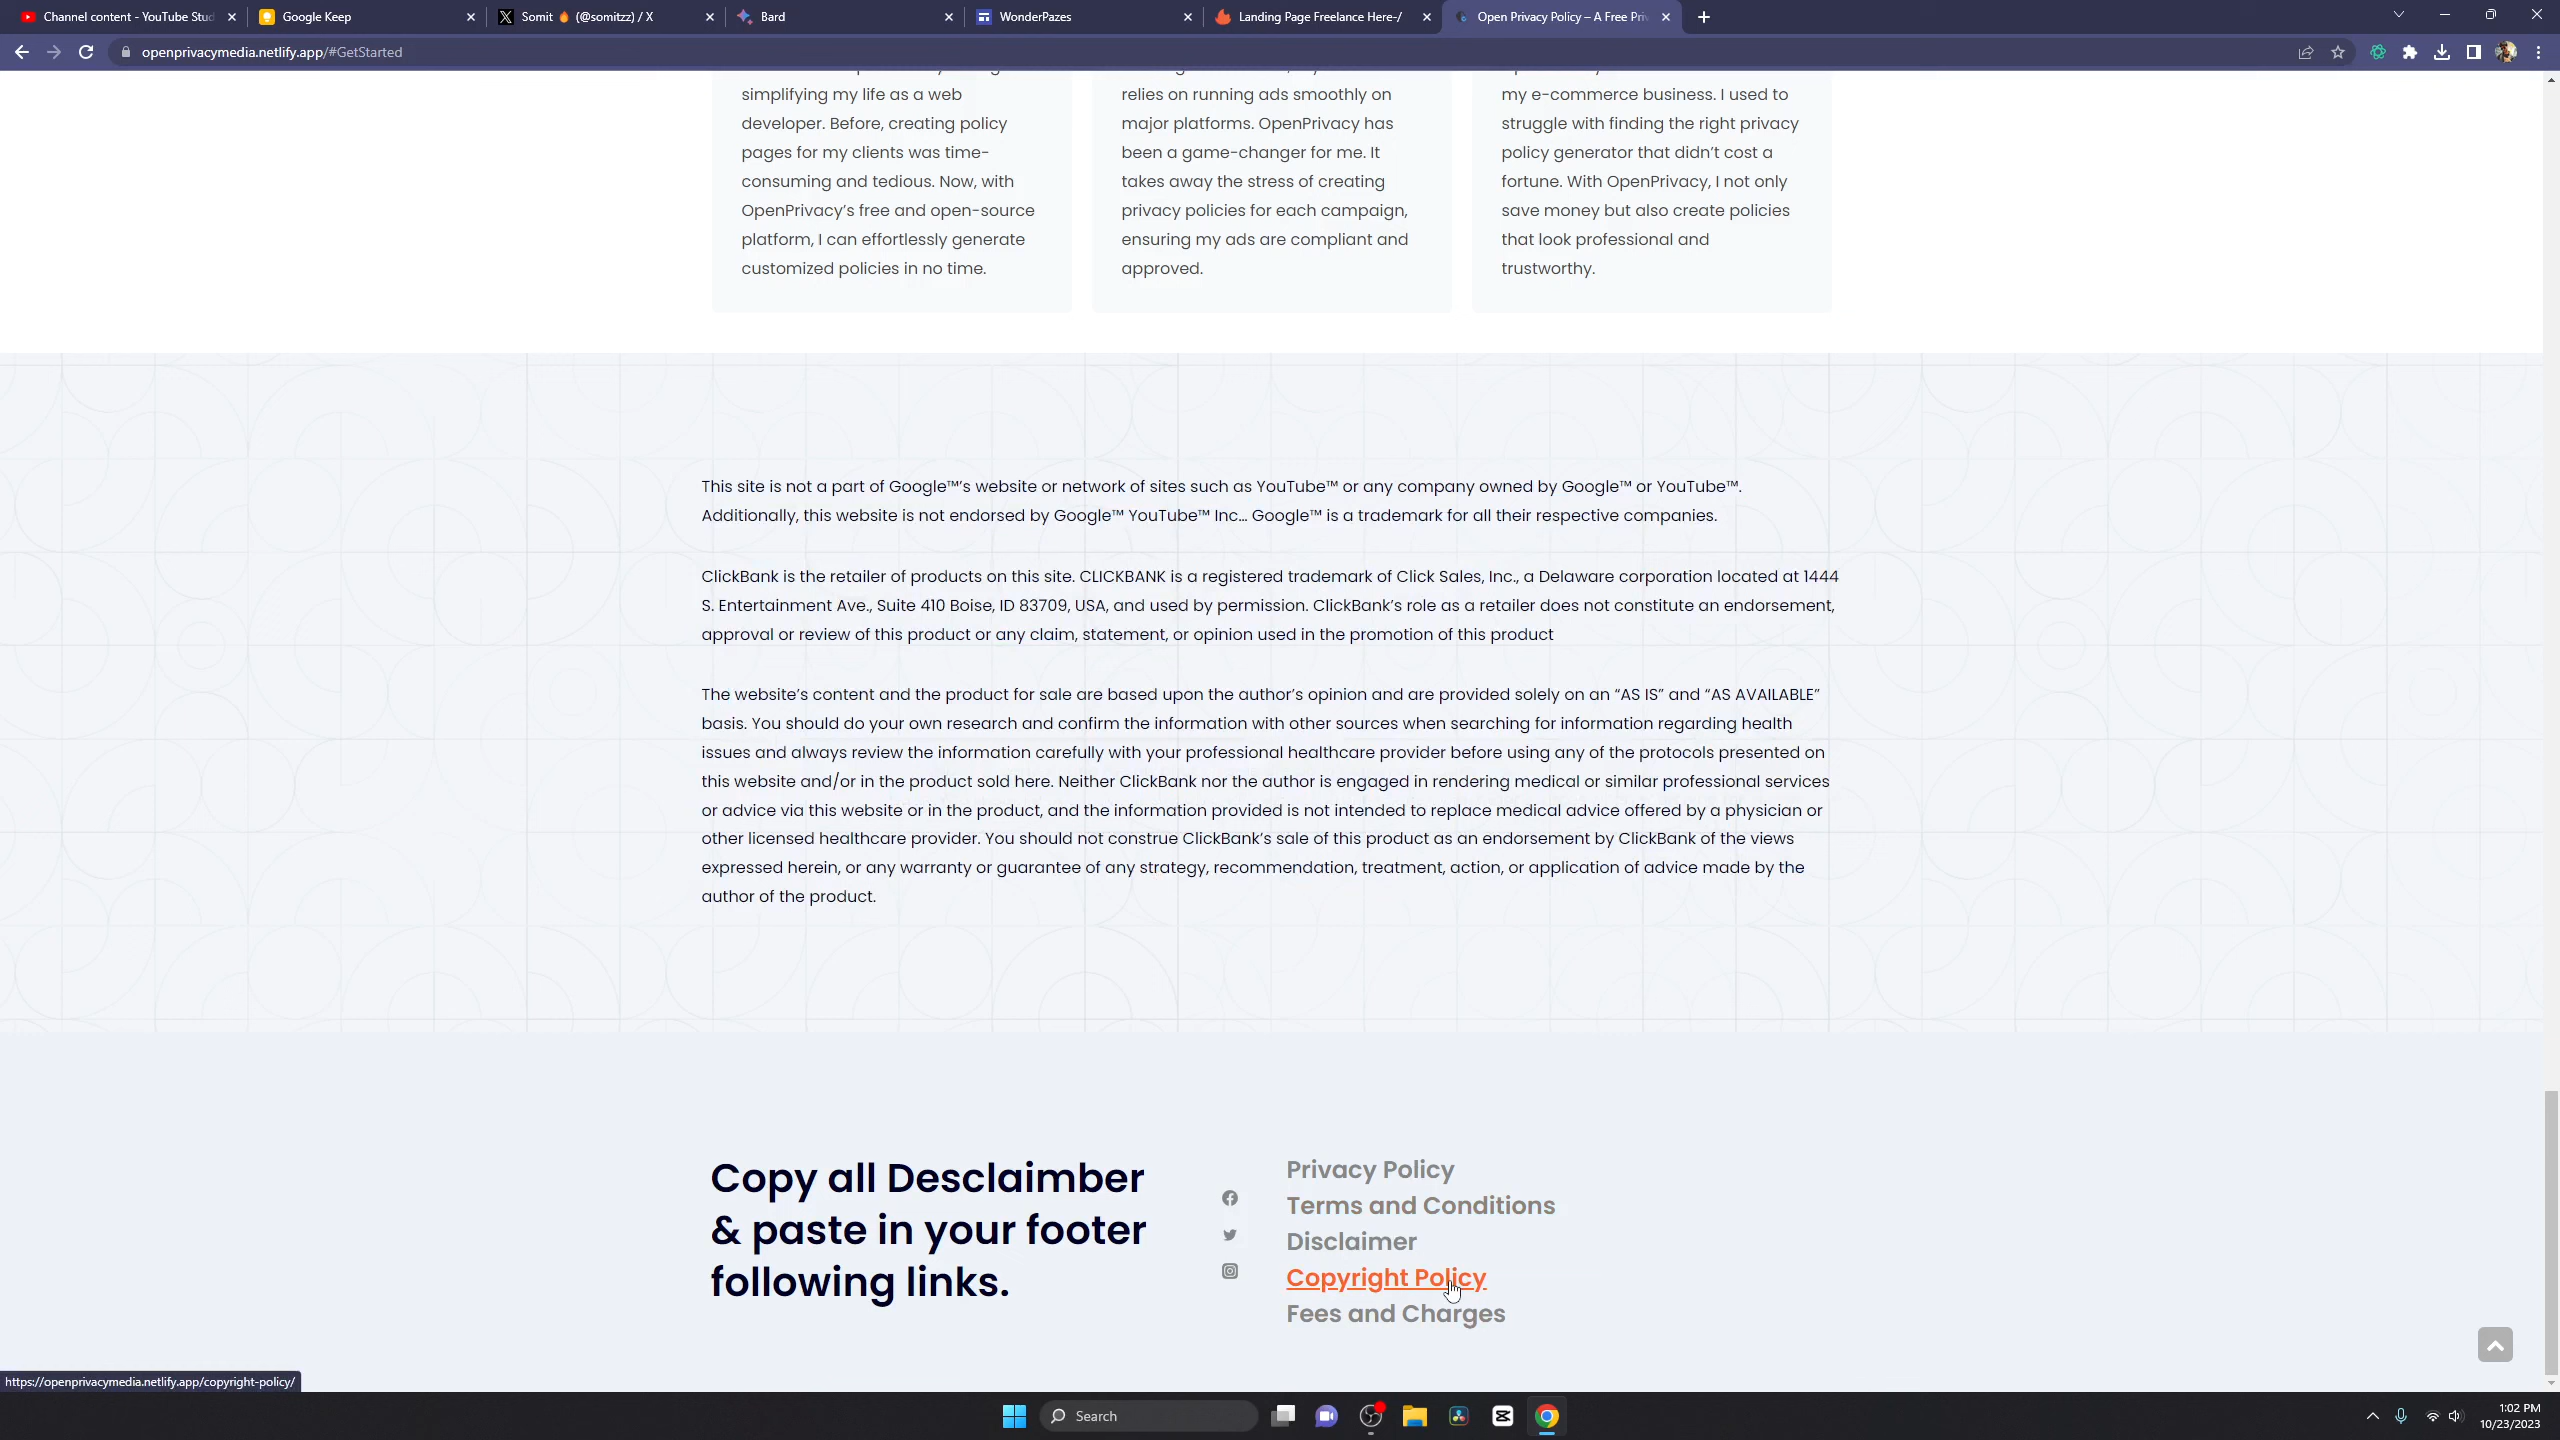 Channel content - YouTube Stud
Google Keep
Somit 🔥 (@somitzz) / X
Bard
WonderPazes
Landing Page Freelance Here-/
Open Privacy Policy – A Free Pri
openprivacymedia.netlify.app/#GetStarted
simplifying my life as a web
developer. Before, creating policy
pages for my clients was time-
consuming and tedious. Now, with
OpenPrivacy’s free and open-source
platform, I can effortlessly generate
customized policies in no time.
relies on running ads smoothly on
major platforms. OpenPrivacy has
been a game-changer for me. It
takes away the stress of creating
privacy policies for each campaign,
ensuring my ads are compliant and
approved.
my e-commerce business. I used to
struggle with finding the right privacy
policy generator that didn’t cost a
fortune. With OpenPrivacy, I not only
save money but also create policies
that look professional and
trustworthy.
This site is not a part of Google™’s website or network of sites such as YouTube™ or any company owned by Google™ or YouTube™.
Additionally, this website is not endorsed by Google™ YouTube™ Inc… Google™ is a trademark for all their respective companies.
ClickBank is the retailer of products on this site. CLICKBANK is a registered trademark of Click Sales, Inc., a Delaware corporation located at 1444
S. Entertainment Ave., Suite 410 Boise, ID 83709, USA, and used by permission. ClickBank’s role as a retailer does not constitute an endorsement,
approval or review of this product or any claim, statement, or opinion used in the promotion of this product
The website’s content and the product for sale are based upon the author’s opinion and are provided solely on an “AS IS” and “AS AVAILABLE”
basis. You should do your own research and confirm the information with other sources when searching for information regarding health
issues and always review the information carefully with your professional healthcare provider before using any of the protocols presented on
this website and/or in the product sold here. Neither ClickBank nor the author is engaged in rendering medical or similar professional services
or advice via this website or in the product, and the information provided is not intended to replace medical advice offered by a physician or
other licensed healthcare provider. You should not construe ClickBank’s sale of this product as an endorsement by ClickBank of the views
expressed herein, or any warranty or guarantee of any strategy, recommendation, treatment, action, or application of advice made by the
author of the product.
Copy all Desclaimber
& paste in your footer
following links.
Privacy Policy
Terms and Conditions
Disclaimer
Copyright Policy
Fees and Charges
https://openprivacymedia.netlify.app/copyright-policy/
Search
1:02 PM
10/23/2023